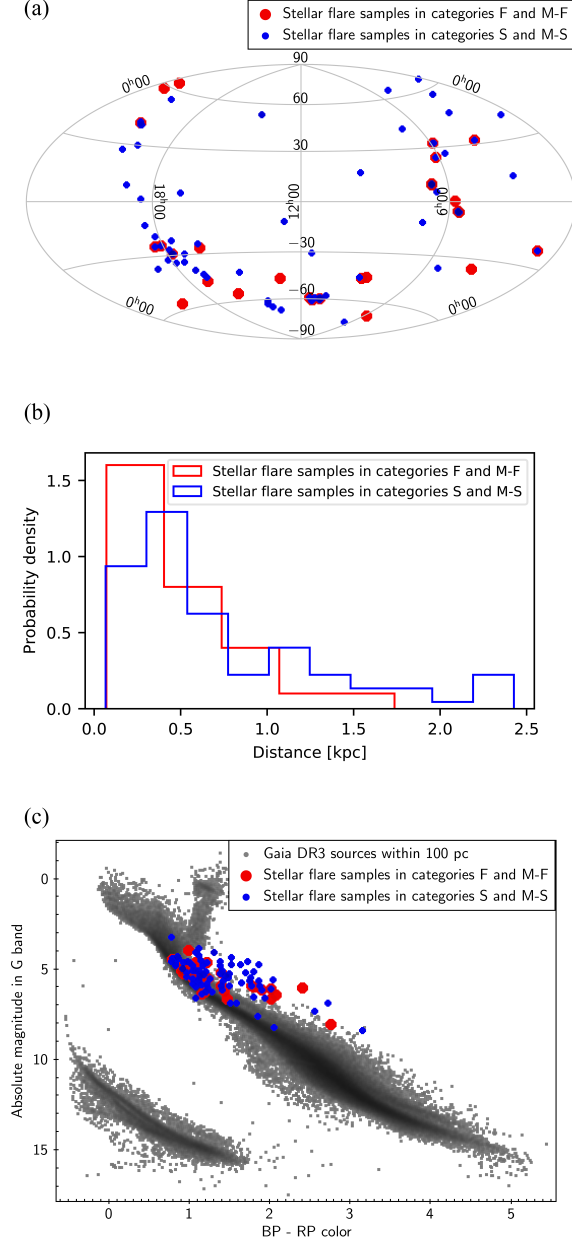 (a)
Stellar flare samples in categories F and M-F
Stellar flare samples in categories S and M-S
90
0ʰ00
0ʰ00
60
30
18ʰ00
12ʰ00
6ʰ00
−30
−60
0ʰ00
0ʰ00
−90
(b)
Stellar flare samples in categories F and M-F
Stellar flare samples in categories S and M-S
Probability density
1.5
1.0
0.5
0.0
0.0 0.5 1.0 1.5 2.0 2.5
Distance [kpc]
(c)
Gaia DR3 sources within 100 pc
Stellar flare samples in categories F and M-F
Stellar flare samples in categories S and M-S
Absolute magnitude in G band
0
5
10
15
0 1 2 3 4 5
BP - RP color